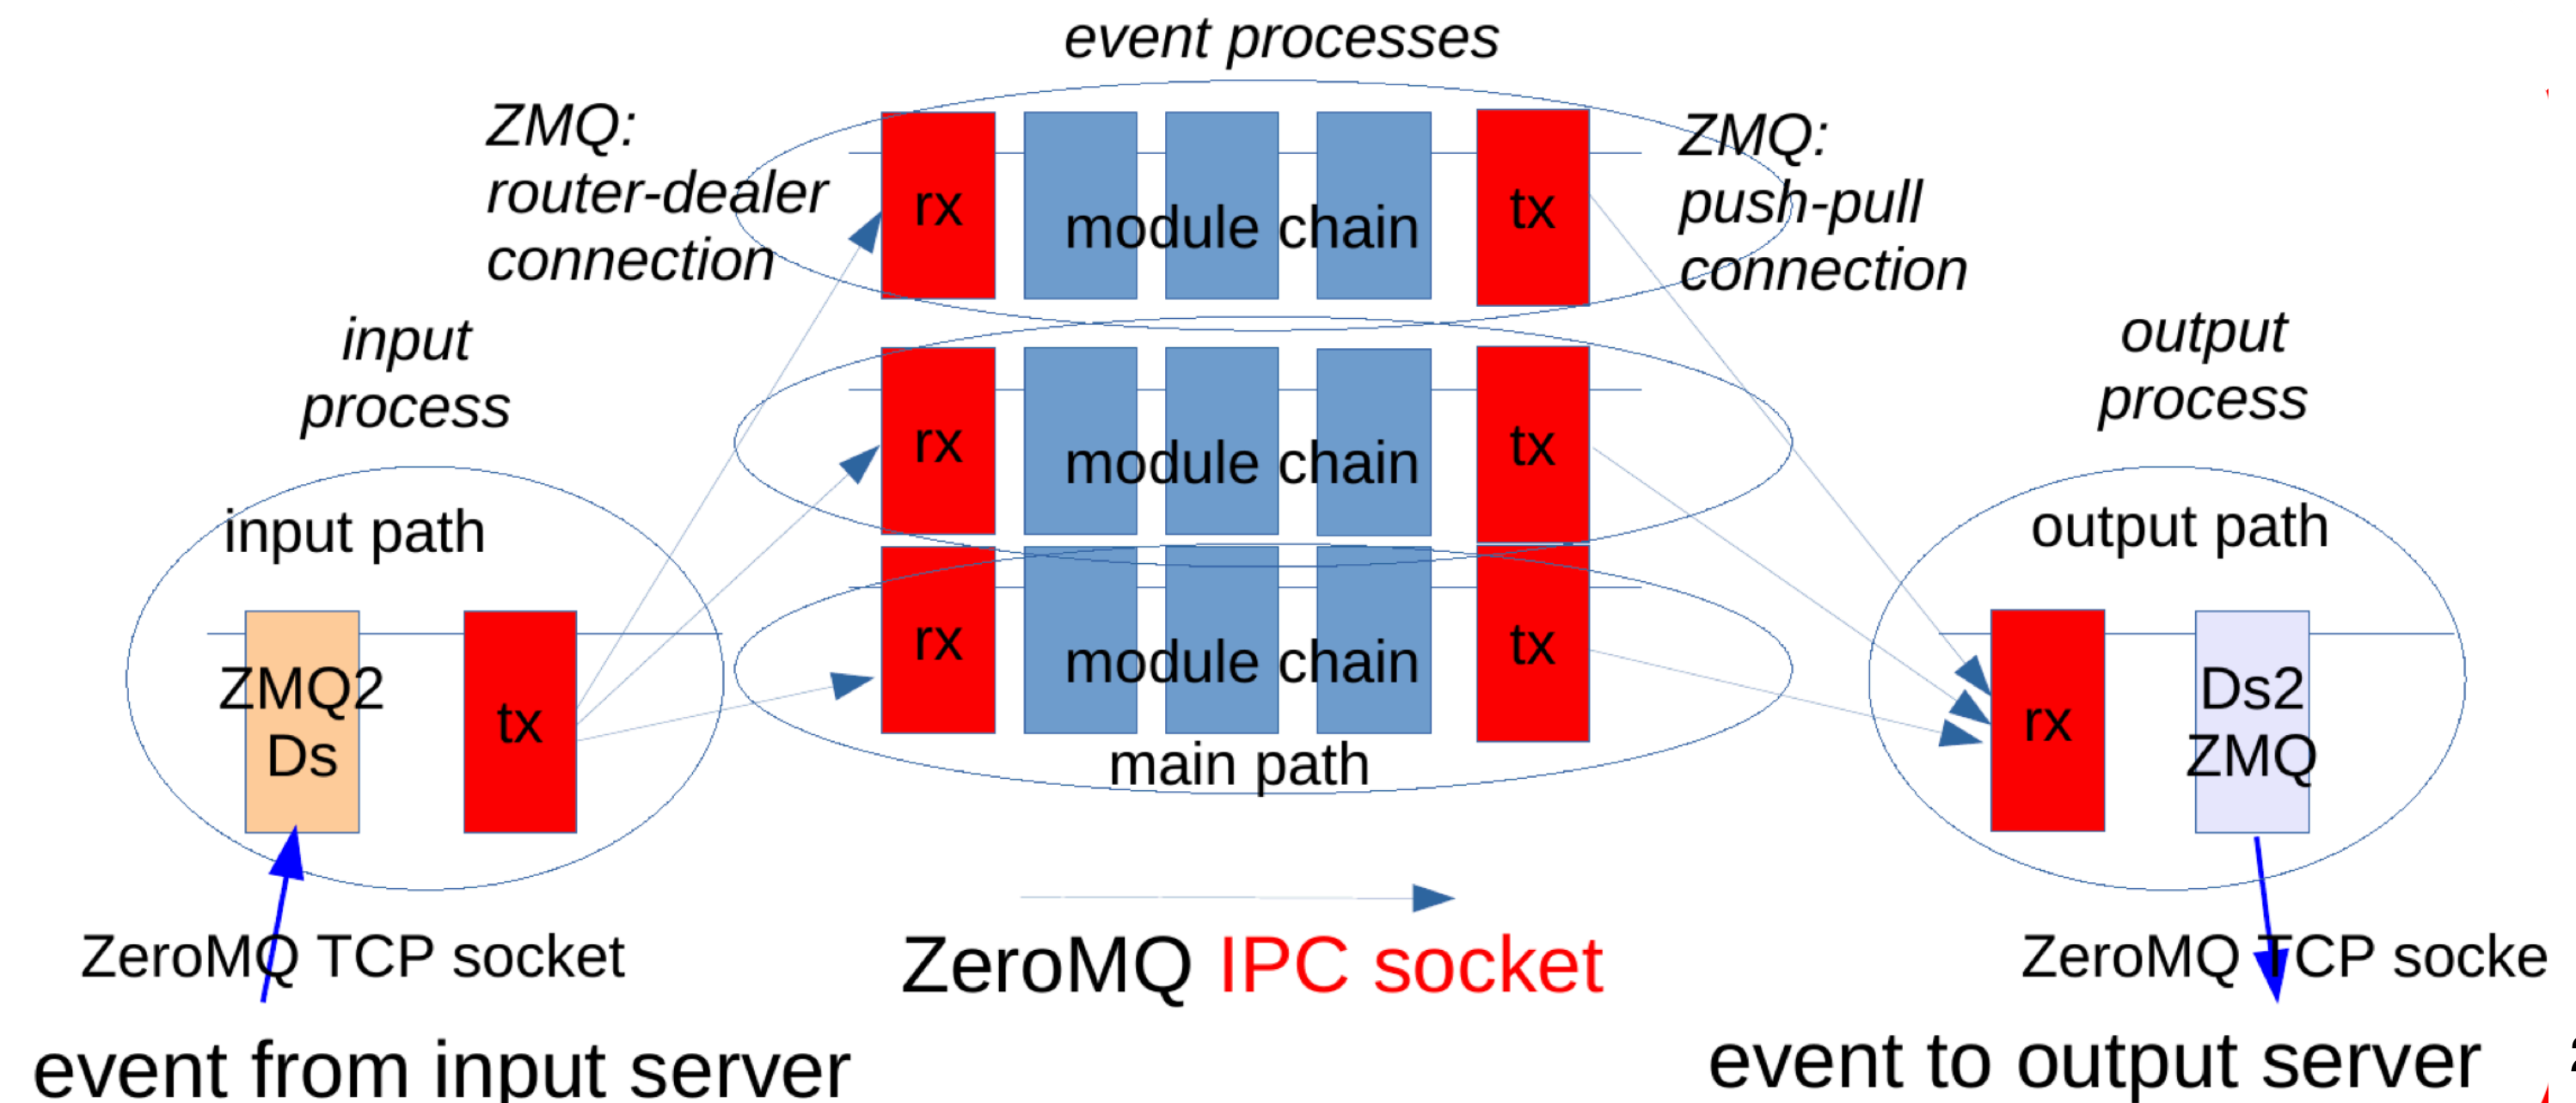 event processes
ZMQ:
router-dealer
connection
ZMQ:
push-pull
connection
rx
module chain
tx
input
process
output
process
rx
module chain
tx
input path
output path
rx
module chain
tx
main path
ZMQ2
Ds
tx
rx
Ds2
ZMQ
ZeroMQ TCP socket
ZeroMQ IPC socket
ZeroMQ TCP socke
event from input server
event to output server